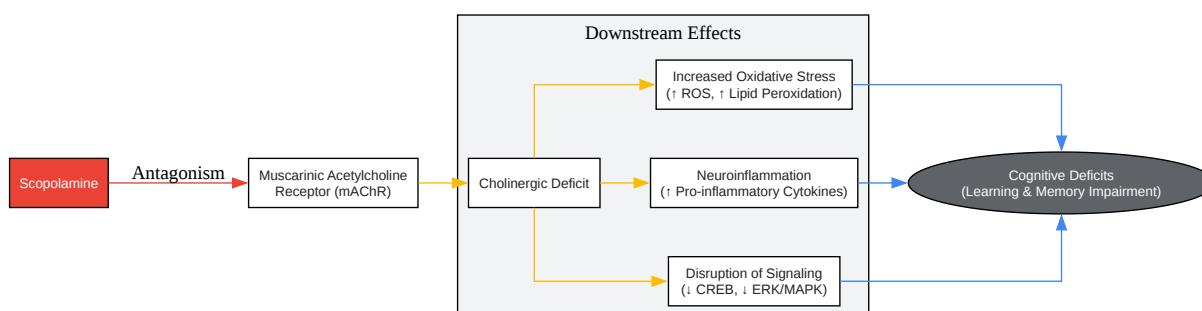 Downstream Effects
Increased Oxidative Stress
(↑ ROS, ↑ Lipid Peroxidation)
Scopolamine
Antagonism
Muscarinic Acetylcholine
Receptor (mAChR)
Cholinergic Deficit
Neuroinflammation
(↑ Pro-inflammatory Cytokines)
Cognitive Deficits
(Learning & Memory Impairment)
Disruption of Signaling
(↓ CREB, ↓ ERK/MAPK)